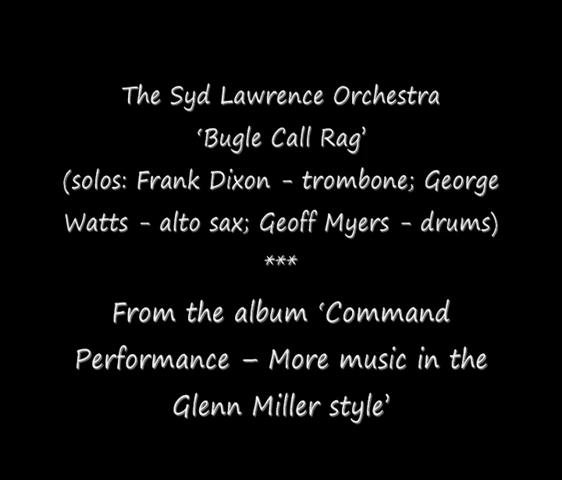 The Syd Lawrence Orchestra
‘Bugle Call Rag’
(solos: Frank Dixon - trombone; George
Watts - alto sax; Geoff Myers - drums)
***
From the album ‘Command
Performance – More music in the
Glenn Miller style’